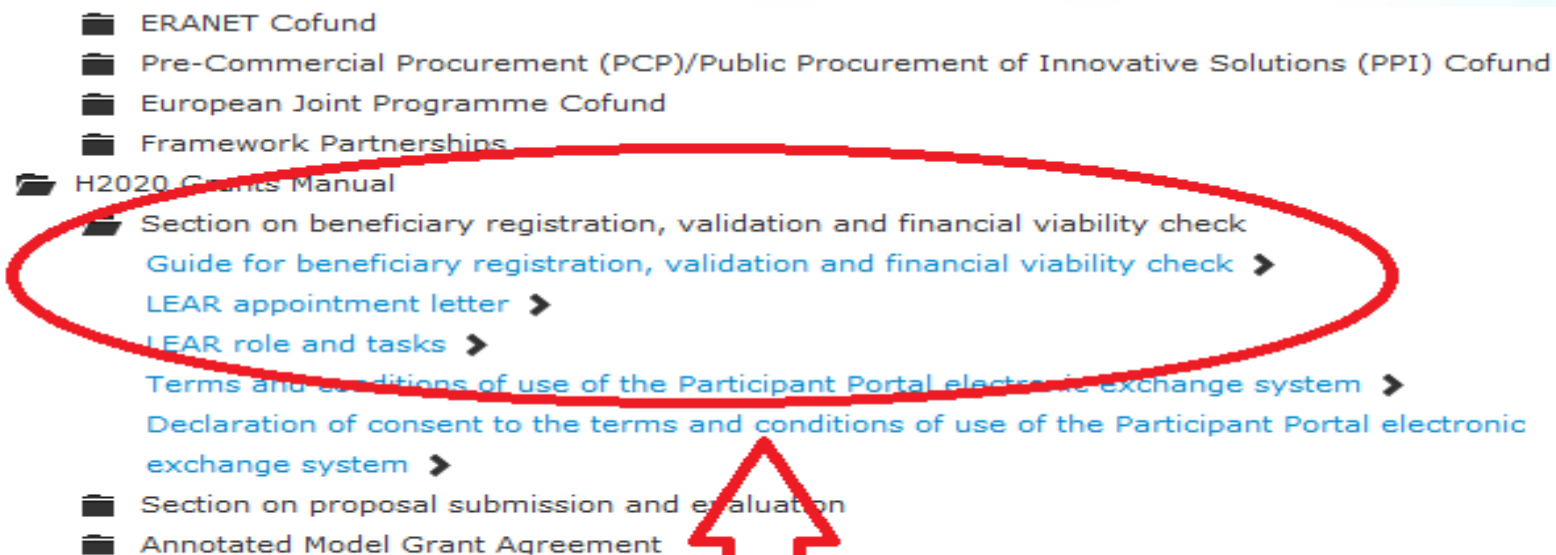 ERANET Cofund
Pre-Commercial Procurement (PCP)/Public Procurement of Innovative Solutions (PPI) Cofund
European Joint Programme Cofund
Framework Partnerships
H2020 Grants Manual
Section on beneficiary registration, validation and financial viability check
Guide for beneficiary registration, validation and financial viability check
LEAR appointment letter
LEAR role and tasks
Terms and conditions of use of the Participant Portal electronic exchange system
Declaration of consent to the terms and conditions of use of the Participant Portal electronic
exchange system
Section on proposal submission and evaluation
Annotated Model Grant Agreement